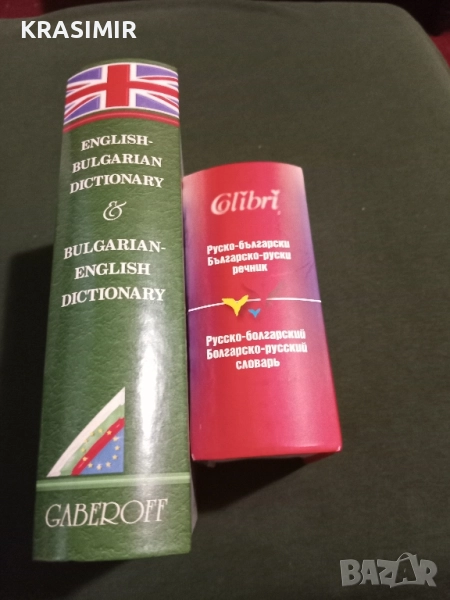 KRASIMIR
ENGLISH-
BULGARIAN
DICTIONARY
&
BULGARIAN-
ENGLISH
DICTIONARY
GABEROFF
Colibri
Руско-български
Българско-руски
речник
Русско-болгарский
Болгарско-русский
словарь
BAZAR